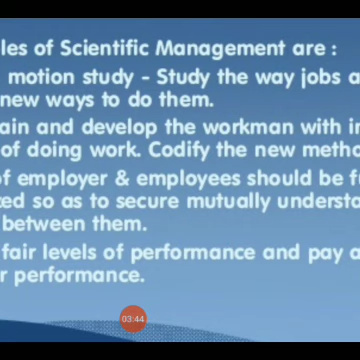 les of Scientific Management are :
motion study - Study the way jobs a
new ways to do them.
ain and develop the workman with i
of doing work. Codify the new metho
of employer & employees should be f
ed so as to secure mutually understa
between them.
fair levels of performance and pay a
r performance.
03:44